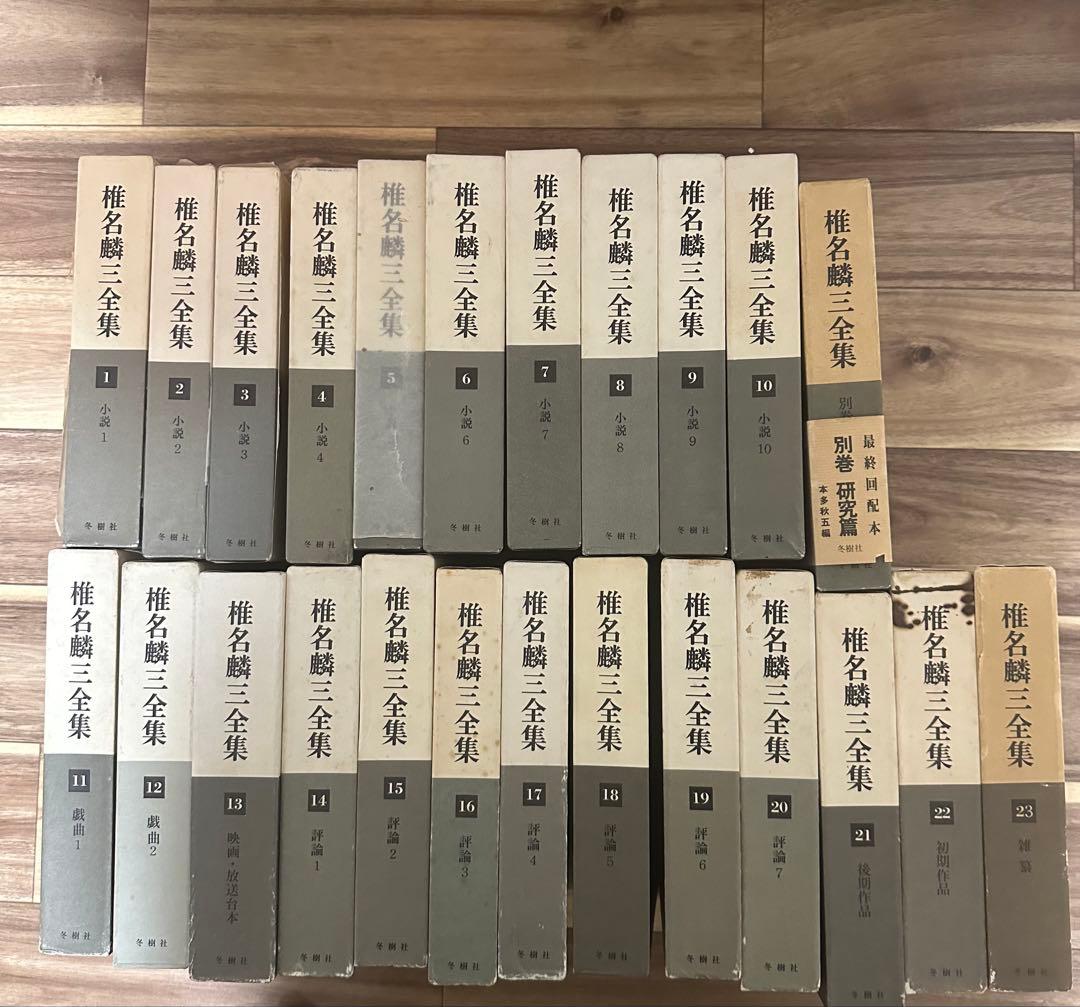 椎名麟三全集
1
小説1
冬樹社
椎名麟三全集
2
小説2
冬樹社
椎名麟三全集
3
小説3
冬樹社
椎名麟三全集
4
小説4
冬樹社
椎名麟三全集
5
椎名麟三全集
6
小説6
冬樹社
椎名麟三全集
7
小説7
冬樹社
椎名麟三全集
8
小説8
冬樹社
椎名麟三全集
9
小説9
冬樹社
椎名麟三全集
10
小説10
冬樹社
椎名麟三全集
別巻
最終回配本
別巻 研究篇
本多秋五編
冬樹社
椎名麟三全集
11
戯曲1
冬樹社
椎名麟三全集
12
戯曲2
冬樹社
椎名麟三全集
13
映画・放送台本
冬樹社
椎名麟三全集
14
評論1
冬樹社
椎名麟三全集
15
評論2
冬樹社
椎名麟三全集
16
評論3
冬樹社
椎名麟三全集
17
評論4
冬樹社
椎名麟三全集
18
評論5
冬樹社
椎名麟三全集
19
評論6
冬樹社
椎名麟三全集
20
評論7
冬樹社
椎名麟三全集
21
後期作品
冬樹社
椎名麟三全集
22
初期作品
冬樹社
椎名麟三全集
23
雑纂
冬樹社